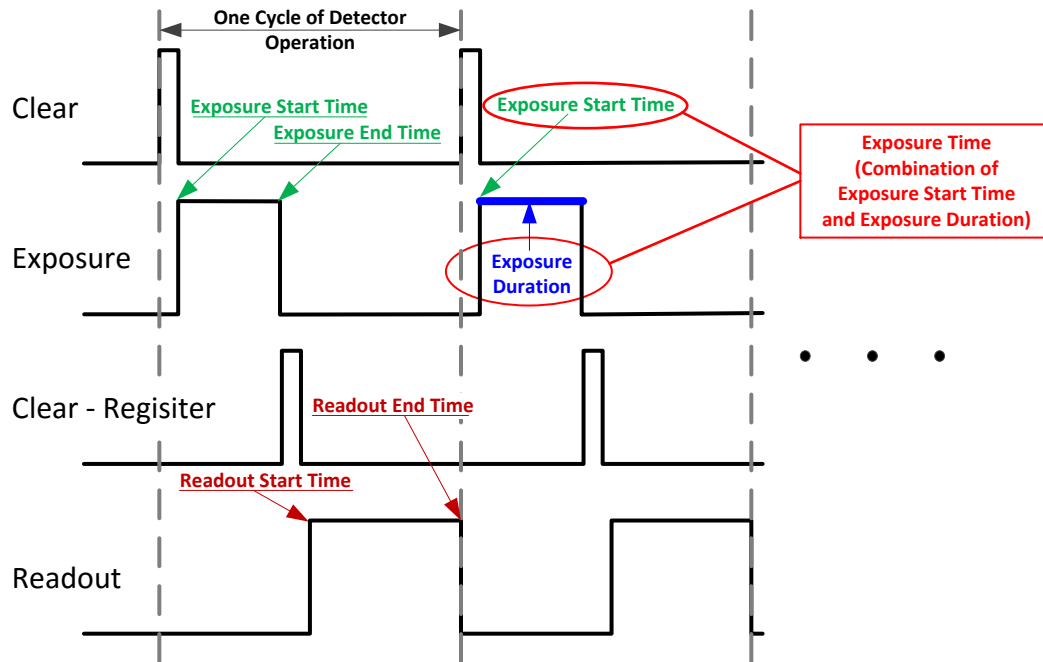 One Cycle of Detector
Operation
Clear
Exposure Start Time
Exposure End Time
Exposure Start Time
Exposure Time
(Combination of
Exposure Start Time
and Exposure Duration)
Exposure
Exposure
Duration
Clear - Regisiter
Readout End Time
Readout Start Time
Readout